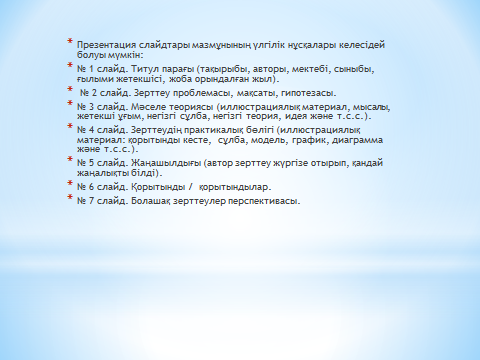 * Презентация слайдтары мазмұнының үлгілік нұсқалары келесідей
болуы мүмкін:
* № 1 слайд. Титул парағы (тақырыбы, авторы, мектебі, сыныбы,
ғылыми жетекшісі, жоба орындалған жыл).
* № 2 слайд. Зерттеу проблемасы, мақсаты, гипотезасы.
* № 3 слайд. Мәселе теориясы (иллюстрациялық материал, мысалы,
жетекші ұғым, негізгі сұлба, негізгі теория, идея және т.с.с.).
* № 4 слайд. Зерттеудің практикалық бөлігі (иллюстрациялық
материал: қорытынды кесте, сұлба, модель, график, диаграмма
және т.с.с.).
* № 5 слайд. Жаңашылдығы (автор зерттеу жүргізе отырып, қандай
жаңалықты білді).
* № 6 слайд. Қорытынды / қорытындылар.
* № 7 слайд. Болашақ зерттеулер перспективасы.